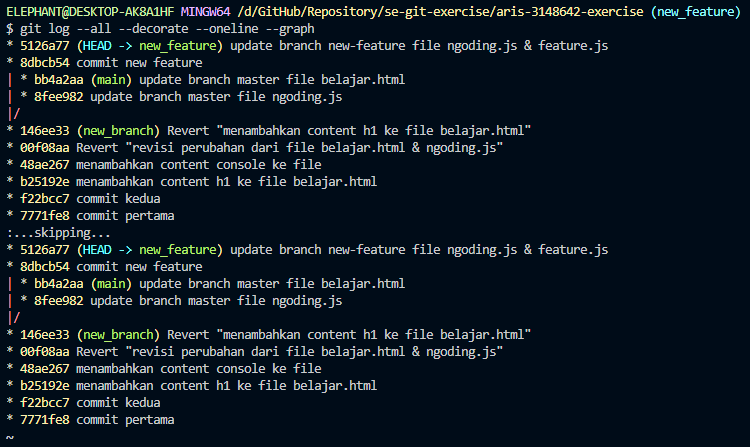 ELEPHANT@DESKTOP-AK8A1HF MINGW64 /d/GitHub/Repository/se-git-exercise/aris-3148642-exercise (new_feature)
$ git log --all --decorate --oneline --graph
* 5126a77 (HEAD -> new_feature) update branch new-feature file ngoding.js & feature.js
* 8dbcb54 commit new feature
| * bb4a2aa (main) update branch master file belajar.html
| * 8fee982 update branch master file ngoding.js
|/
* 146ee33 (new_branch) Revert "menambahkan content h1 ke file belajar.html"
* 00f08aa Revert "revisi perubahan dari file belajar.html & ngoding.js"
* 48ae267 menambahkan content console ke file
* b25192e menambahkan content h1 ke file belajar.html
* f22bcc7 commit kedua
* 7771fe8 commit pertama
:...skipping...
* 5126a77 (HEAD -> new_feature) update branch new-feature file ngoding.js & feature.js
* 8dbcb54 commit new feature
| * bb4a2aa (main) update branch master file belajar.html
| * 8fee982 update branch master file ngoding.js
|/
* 146ee33 (new_branch) Revert "menambahkan content h1 ke file belajar.html"
* 00f08aa Revert "revisi perubahan dari file belajar.html & ngoding.js"
* 48ae267 menambahkan content console ke file
* b25192e menambahkan content h1 ke file belajar.html
* f22bcc7 commit kedua
* 7771fe8 commit pertama
~